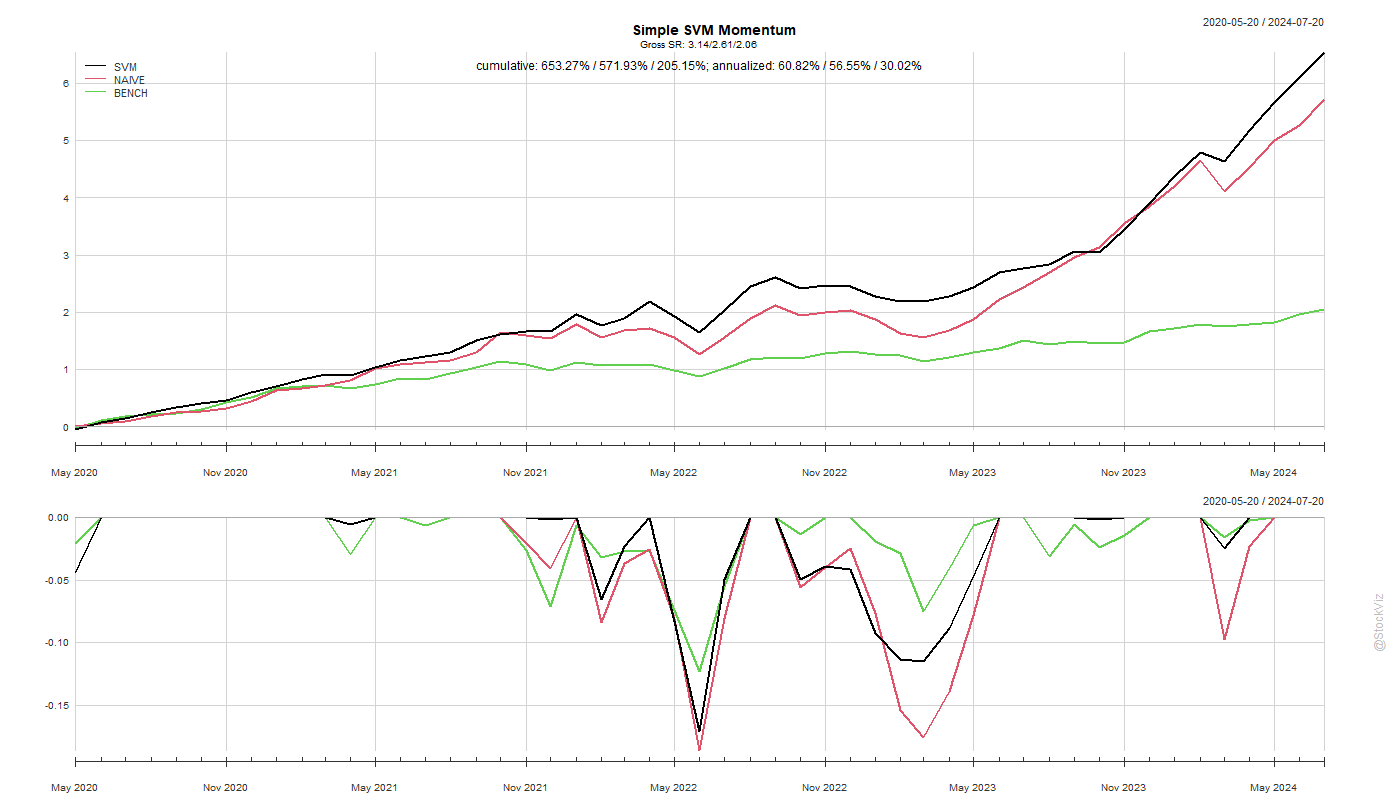 2020-05-20 / 2024-07-20
Simple SVM Momentum
Gross SR: 3.14/2.61/2.06
cumulative: 653.27% / 571.93% / 205.15%; annualized: 60.82% / 56.55% / 30.02%
SVM
NAIVE
BENCH
6
5
4
3
2
1
0
May 2020 Nov 2020 May 2021 Nov 2021 May 2022 Nov 2022 May 2023 Nov 2023 May 2024
2020-05-20 / 2024-07-20
0.00
-0.05
-0.10
-0.15
May 2020 Nov 2020 May 2021 Nov 2021 May 2022 Nov 2022 May 2023 Nov 2023 May 2024
@StockViz